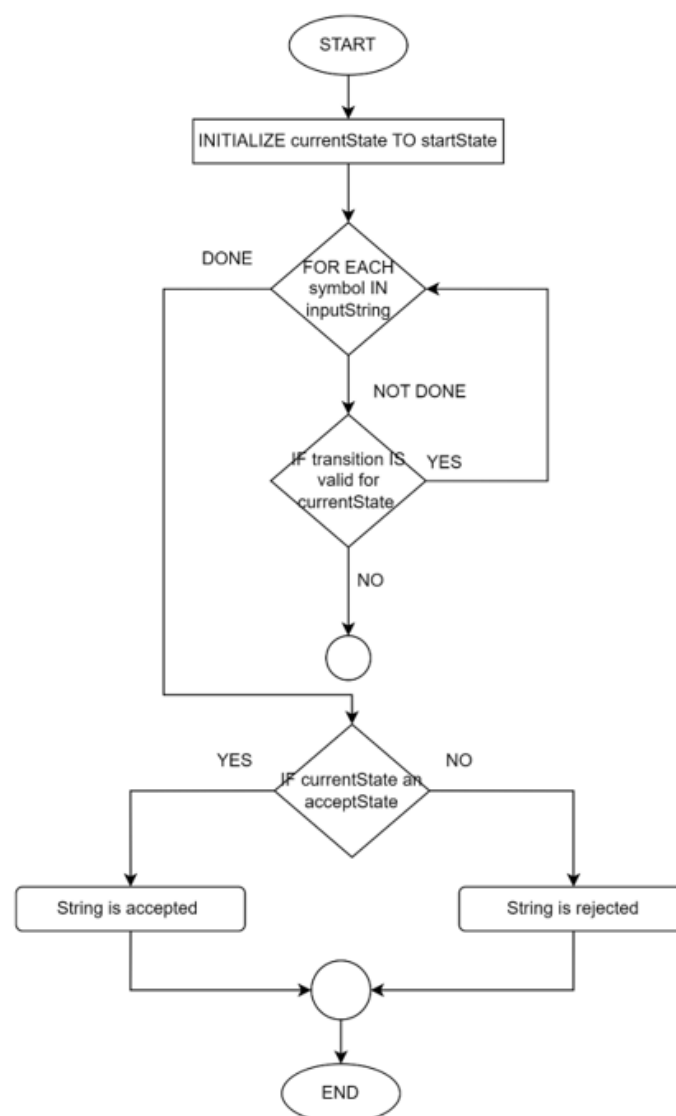 START
INITIALIZE currentState TO startState
DONE
FOR EACH
symbol IN
inputString
NOT DONE
IF transition IS
valid for
currentState
YES
NO
YES
NO
IF currentState an
acceptState
String is accepted
String is rejected
END